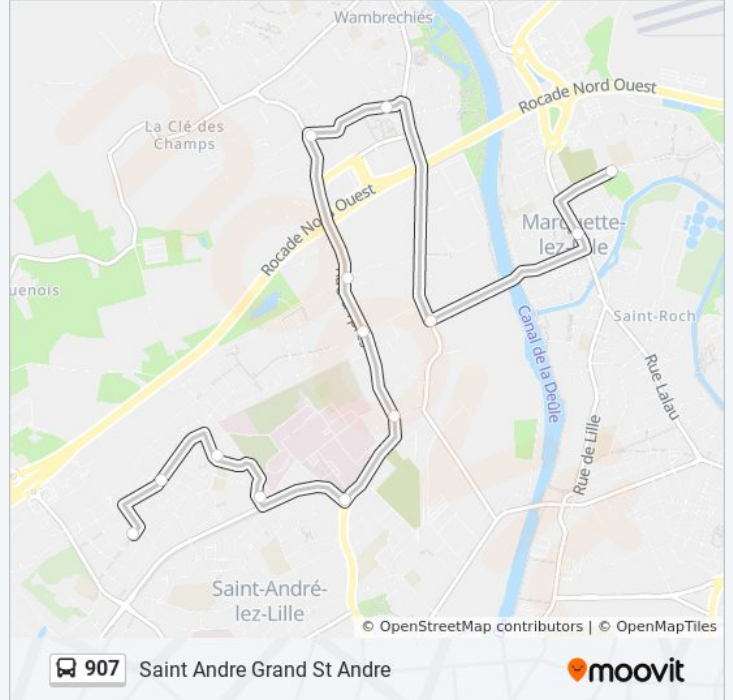 Wambrechies
Rocade Nord Ouest
La Clé des
Champs
Rocade Nord Ouest
Marquette-
lez-Lille
uenois
Saint-Roch
Canal de la Deûle
Rue Lalau
Rue de Lille
Saint-André-
lez-Lille
© OpenStreetMap contributors | © OpenMapTiles
907 Saint Andre Grand St Andre
moovit